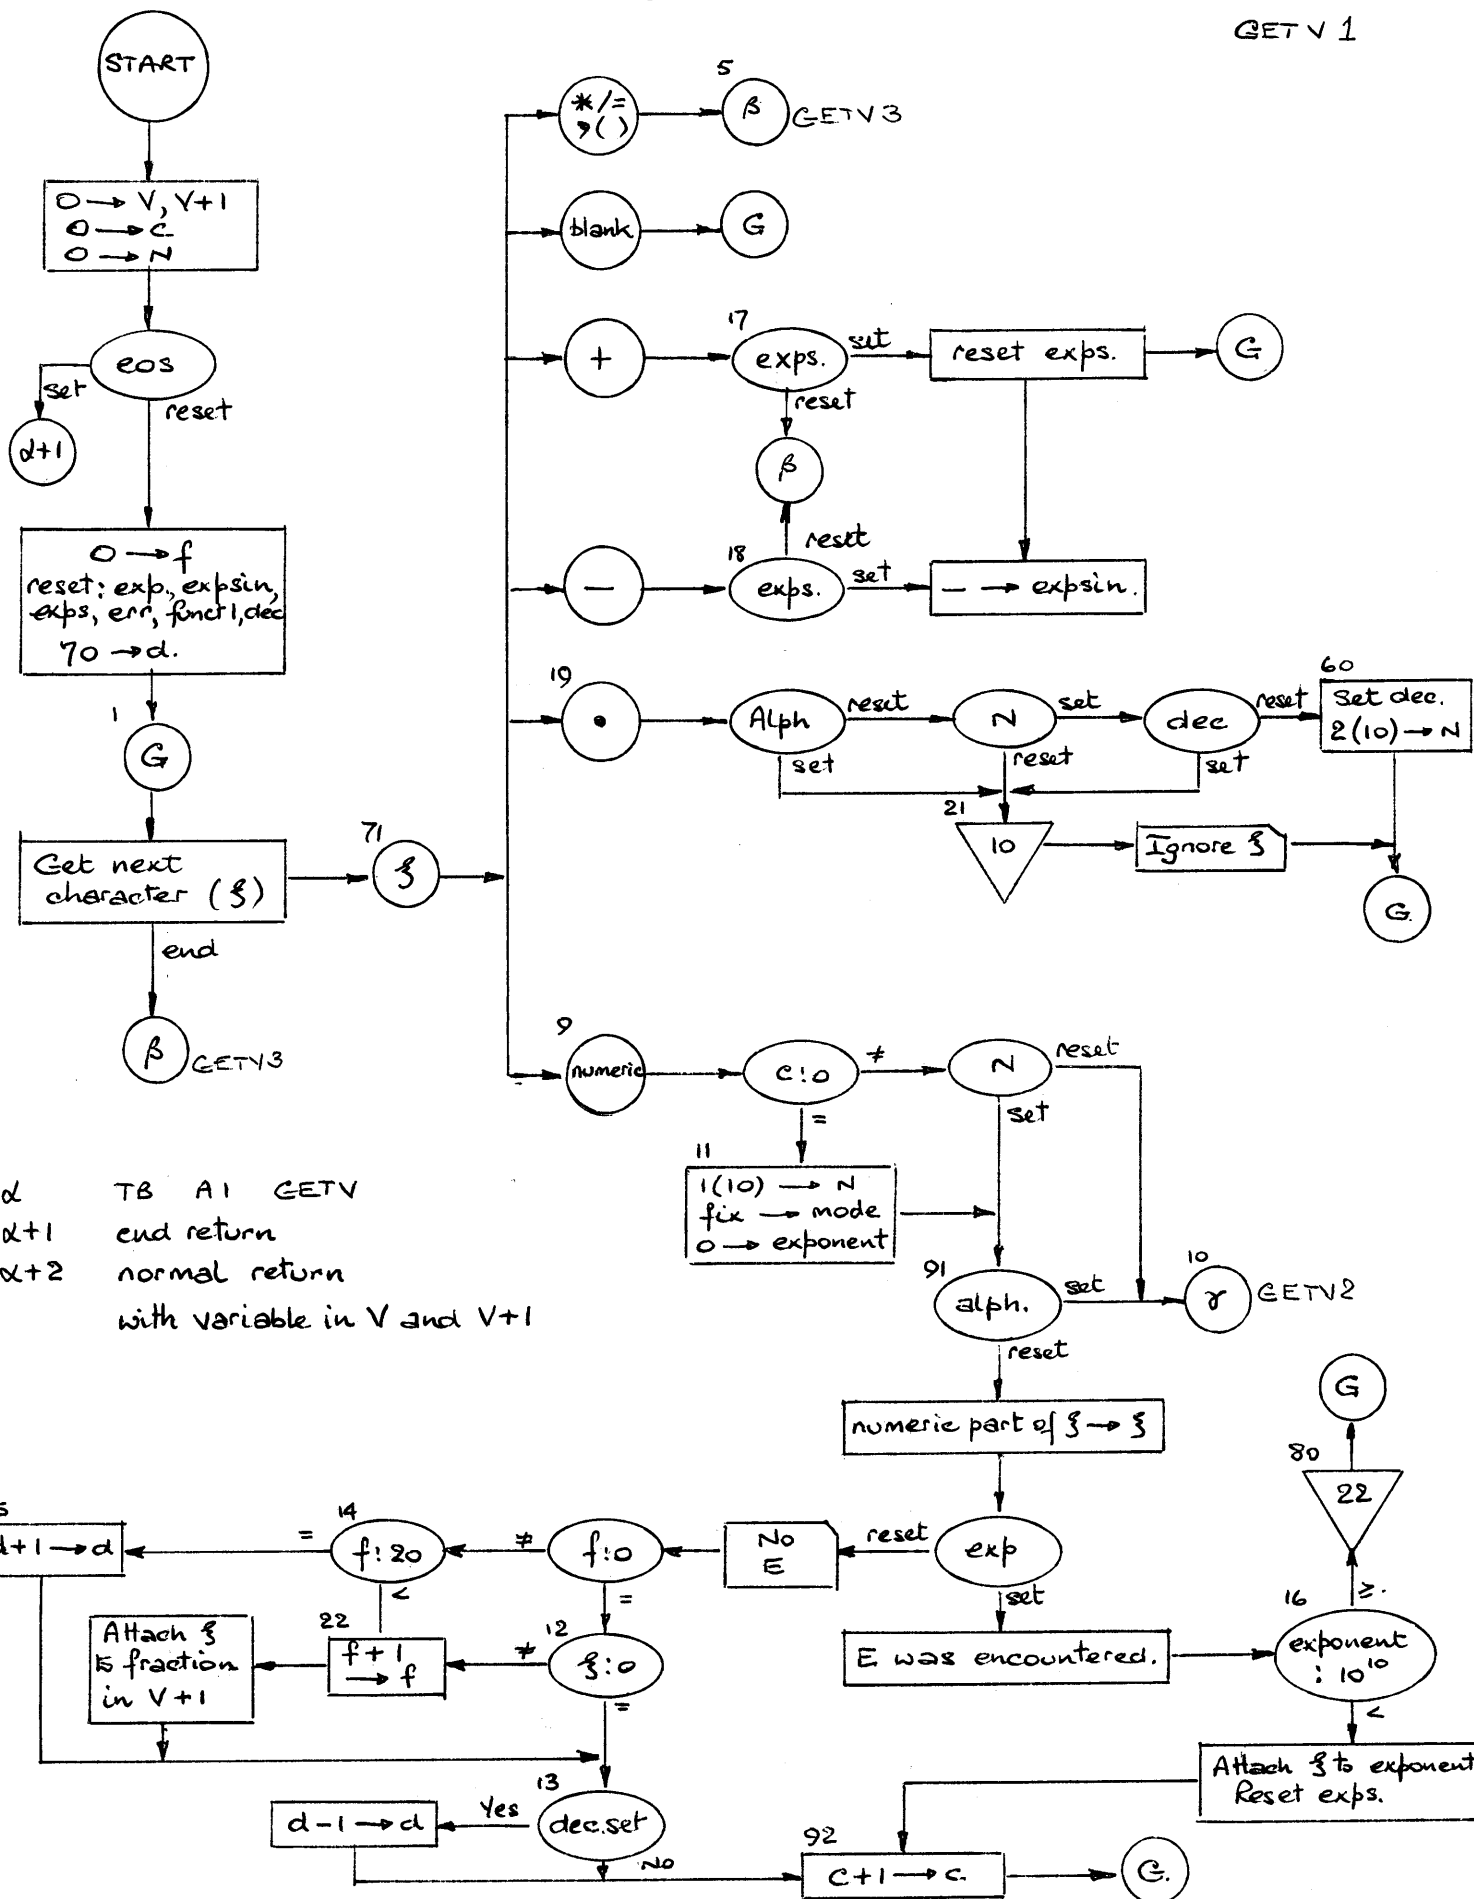 GETV 1
START
0 → V, V+1
0 → C
0 → N
eos
set
reset
α+1
0 → f
reset: exp., expsin,
exps, err, funct1, dec
70 → d.
1
G
Get next
character (ξ)
end
β
GETV3
71
ξ
*/=
,()
5
β
GETV3
blank
G
+
17
exps.
set
reset exps.
G
reset
β
reset
−
18
exps.
set
− → expsin.
19
•
Alph
reset
N
set
dec
reset
60
Set dec.
2(10) → N
set
reset
set
21
10
Ignore ξ
G.
9
numeric
C:0
≠
N
reset
=
set
11
1(10) → N
fix → mode
0 → exponent
91
alph.
set
10
γ
GETV2
reset
α TB A1 GETV
α+1 end return
α+2 normal return
with variable in V and V+1
numeric part of ξ → ξ
G
80
22
≥.
exp
reset
No
E
f:0
≠
14
f:20
=
5
d+1 → d
set
<
=
E was encountered.
16
exponent
: 10¹⁰
<
12
ξ:0
≠
22
f+1
→ f
Attach ξ
to fraction
in V+1
=
Attach ξ to exponent
Reset exps.
13
dec.set
Yes
d-1 → d
No
92
C+1 → C.
G.